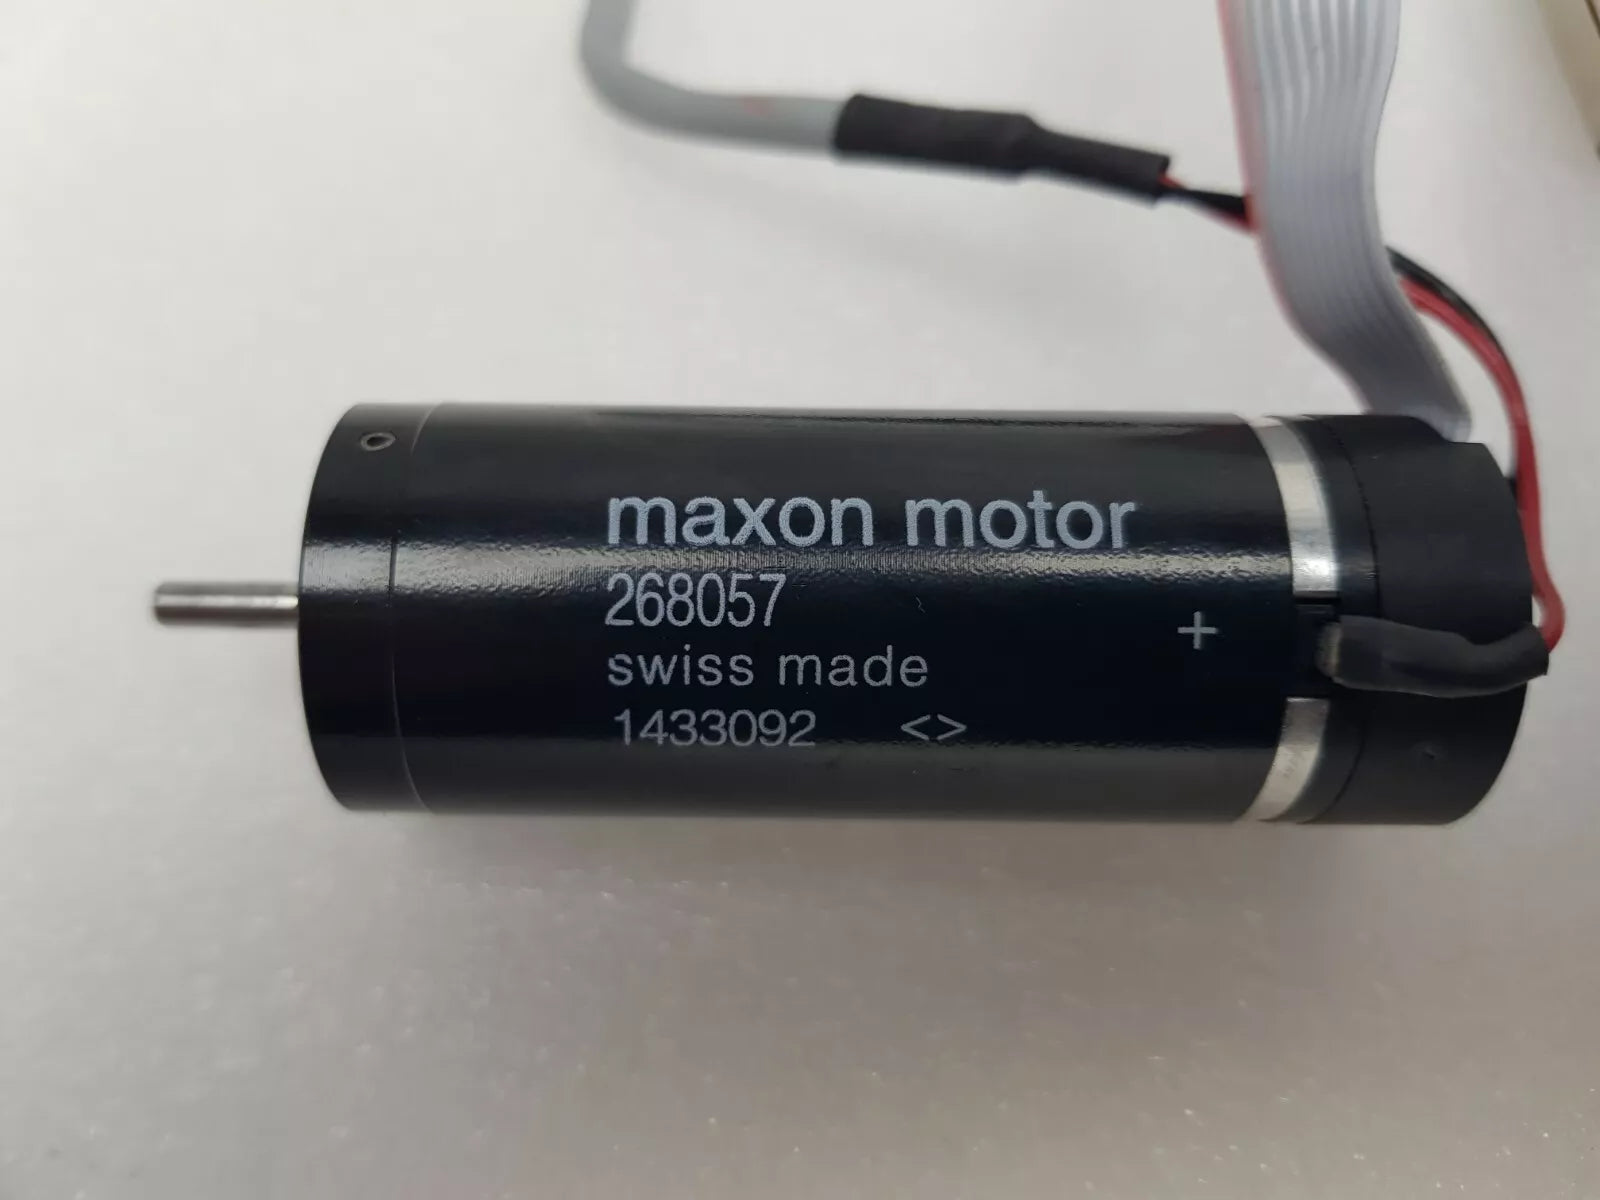 maxon motor
268057
swiss made +
1433092 <>